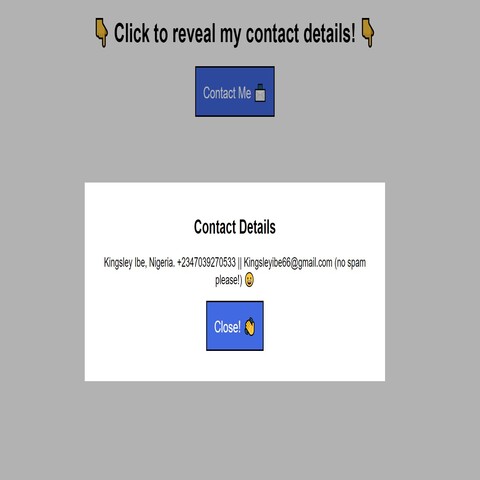 👇 Click to reveal my contact details! 👇
Contact Me
Contact Details
Kingsley Ibe, Nigeria. +2347039270533 || Kingsleyibe66@gmail.com (no spam
please!) 🙂
Close! 👏